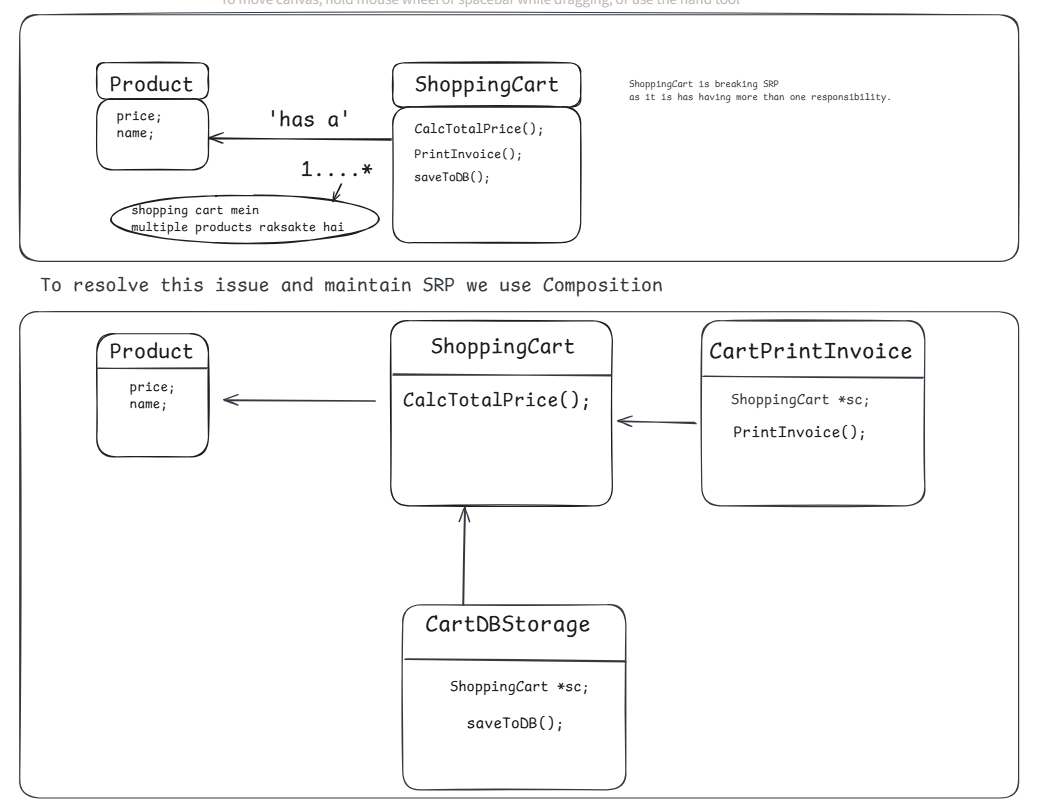 To move canvas, hold mouse wheel or spacebar while dragging, or use the hand tool
Product
price;
name;
'has a'
1....*
shopping cart mein
multiple products raksakte hai
ShoppingCart
CalcTotalPrice();
PrintInvoice();
saveToDB();
ShoppingCart is breaking SRP
as it is has having more than one responsibility.
To resolve this issue and maintain SRP we use Composition
Product
price;
name;
ShoppingCart
CalcTotalPrice();
CartPrintInvoice
ShoppingCart *sc;
PrintInvoice();
CartDBStorage
ShoppingCart *sc;
saveToDB();